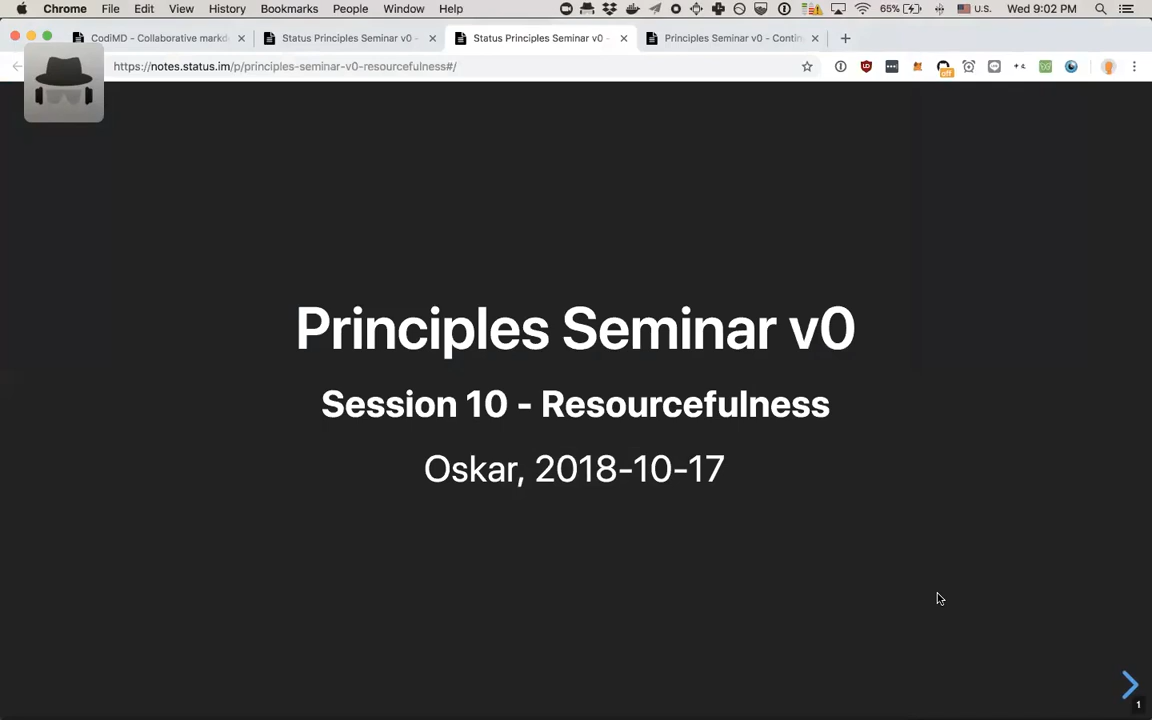 Chrome File Edit View History Bookmarks People Window Help 65% U.S. Wed 9:02 PM
CodiMD - Collaborative markd Status Principles Seminar v0 - Status Principles Seminar v0 - Principles Seminar v0 - Contin
https://notes.status.im/p/principles-seminar-v0-resourcefulness#/
off
Principles Seminar v0
Session 10 - Resourcefulness
Oskar, 2018-10-17
1